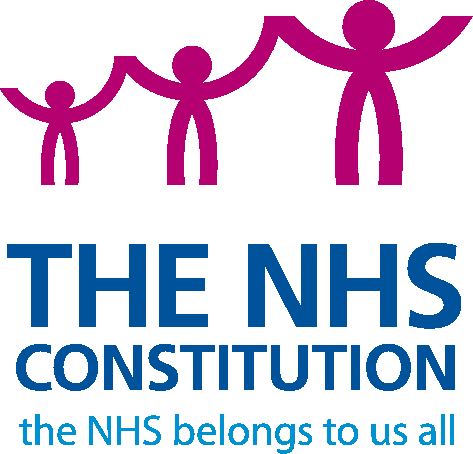 THE NHS
CONSTITUTION
the NHS belongs to us all